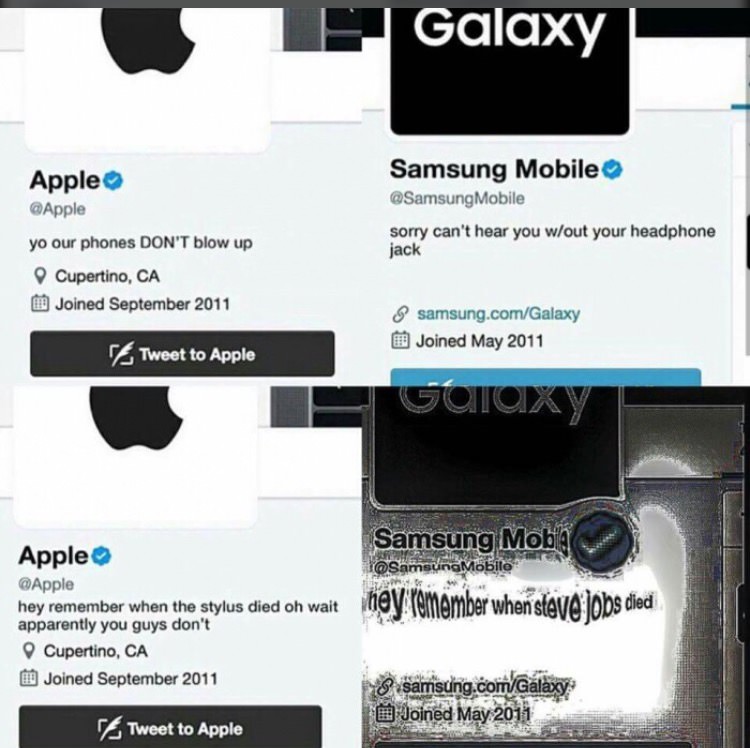 Apple
@Apple
yo our phones DON'T blow up
Cupertino, CA
Joined September 2011
Tweet to Apple
Galaxy
Samsung Mobile
@SamsungMobile
sorry can't hear you w/out your headphone
jack
samsung.com/Galaxy
Joined May 2011
Apple
@Apple
hey remember when the stylus died oh wait
apparently you guys don't
Cupertino, CA
Joined September 2011
Tweet to Apple
Galaxy
Samsung Mobile
@SamsungMobile
hey remember when steve jobs died
samsung.com/Galaxy
Joined May 2011